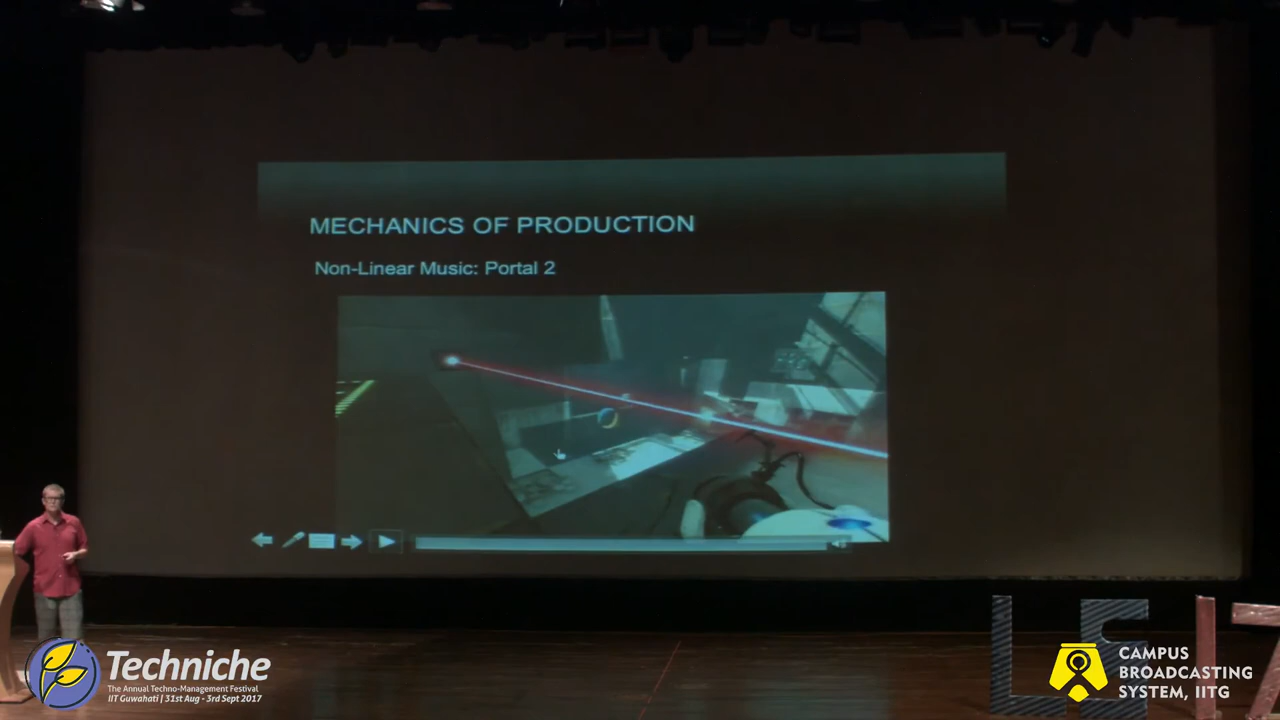 MECHANICS OF PRODUCTION
Non-Linear Music: Portal 2
Techniche
The Annual Techno-Management Festival
IIT Guwahati | 31st Aug - 3rd Sept 2017
CAMPUS
BROADCASTING
SYSTEM, IITG